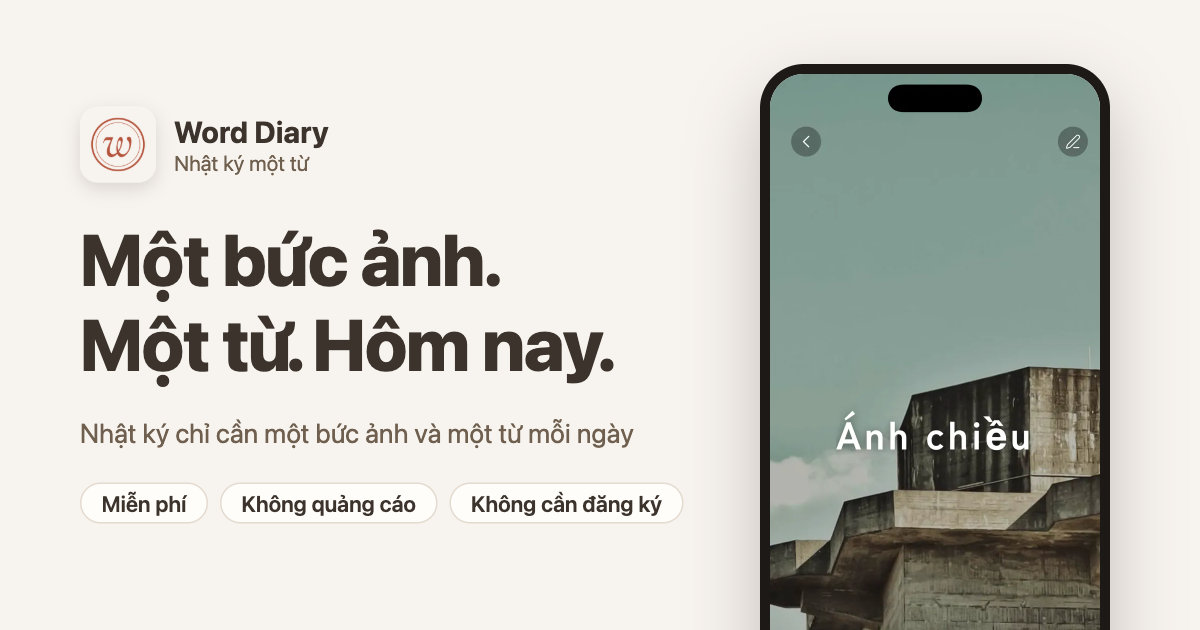 w
Word Diary
Nhật ký một từ
Một bức ảnh.
Một từ. Hôm nay.
Nhật ký chỉ cần một bức ảnh và một từ mỗi ngày
Miễn phí
Không quảng cáo
Không cần đăng ký
Ánh chiều